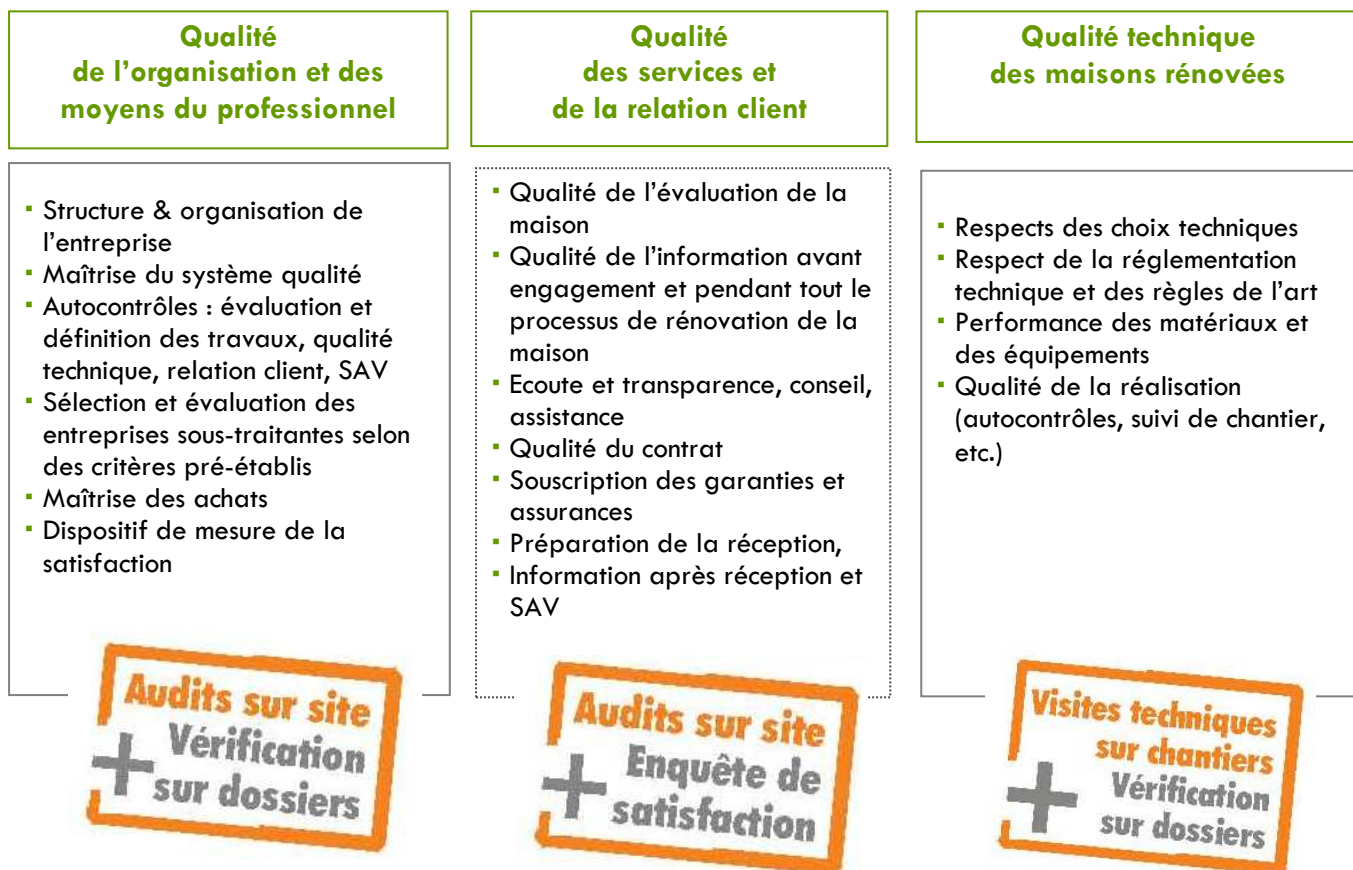 Qualité
de l’organisation et des
moyens du professionnel
▪ Structure & organisation de
l’entreprise
▪ Maîtrise du système qualité
▪ Autocontrôles : évaluation et
définition des travaux, qualité
technique, relation client, SAV
▪ Sélection et évaluation des
entreprises sous-traitantes selon
des critères pré-établis
▪ Maîtrise des achats
▪ Dispositif de mesure de la
satisfaction
Audits sur site
+ Vérification
sur dossiers
Qualité
des services et
de la relation client
▪ Qualité de l’évaluation de la
maison
▪ Qualité de l’information avant
engagement et pendant tout le
processus de rénovation de la
maison
▪ Ecoute et transparence, conseil,
assistance
▪ Qualité du contrat
▪ Souscription des garanties et
assurances
▪ Préparation de la réception,
▪ Information après réception et
SAV
Audits sur site
+ Enquête de
satisfaction
Qualité technique
des maisons rénovées
▪ Respects des choix techniques
▪ Respect de la réglementation
technique et des règles de l’art
▪ Performance des matériaux et
des équipements
▪ Qualité de la réalisation
(autocontrôles, suivi de chantier,
etc.)
Visites techniques
sur chantiers
+ Vérification
sur dossiers